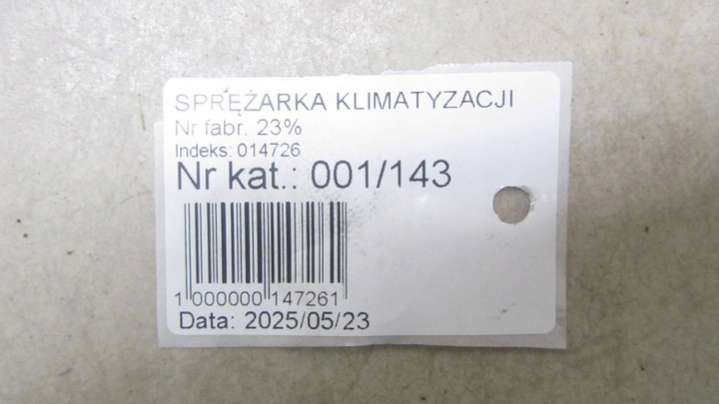 SPRĘŻARKA KLIMATYZACJI
Nr fabr. 23%
Indeks: 014726
Nr kat.: 001/143
1 000000 147261
Data: 2025/05/23